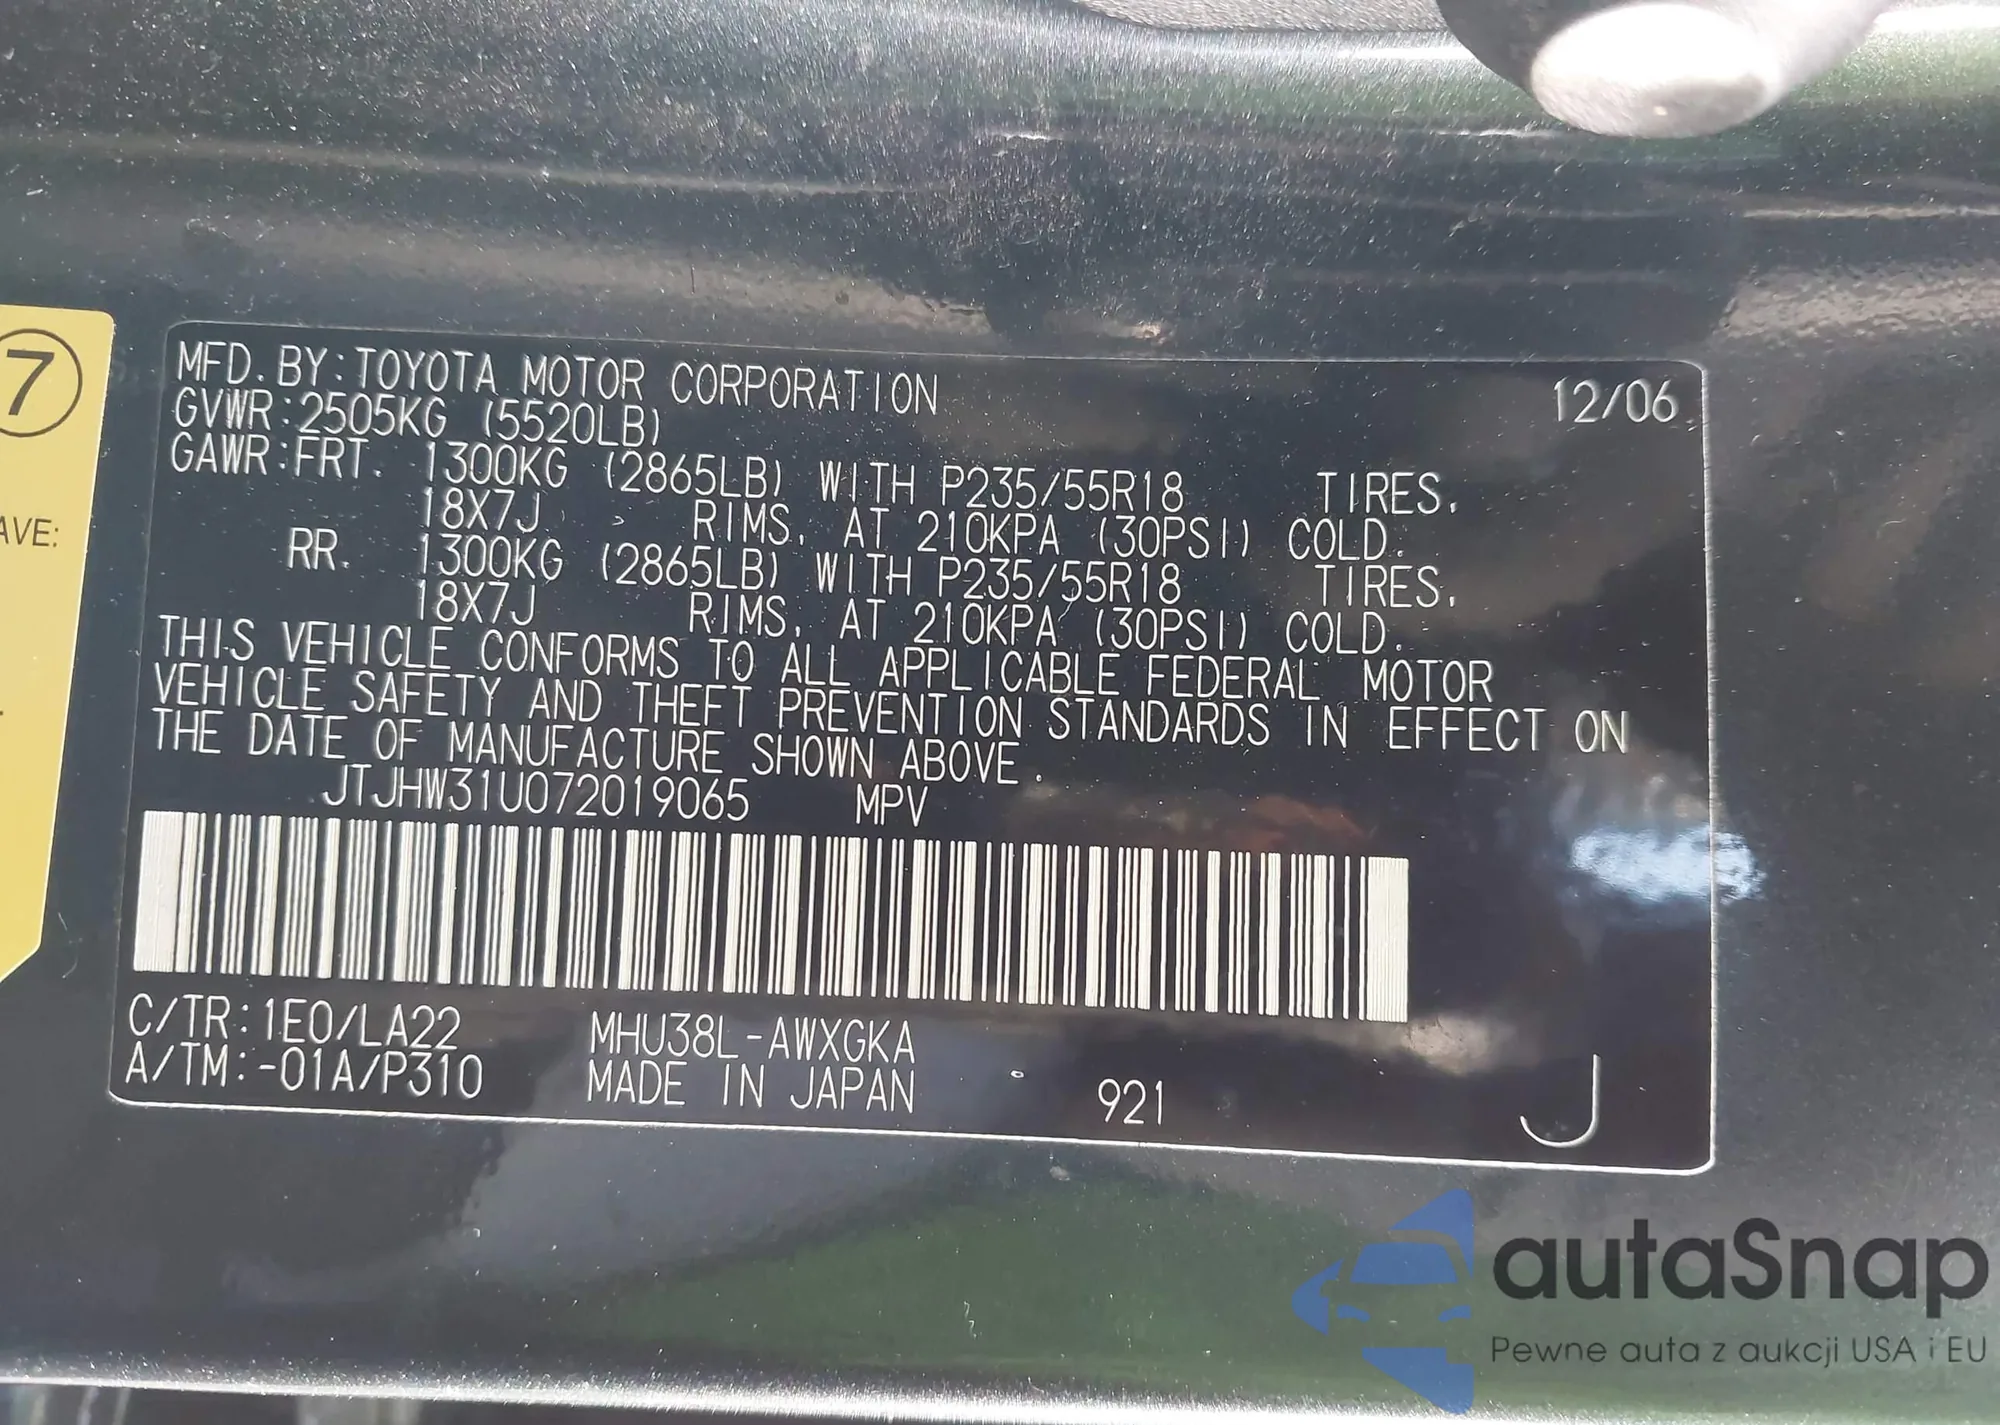 7
AVE:
MFD. BY: TOYOTA MOTOR CORPORATION 12/06
GVWR: 2505KG (5520LB)
GAWR: FRT. 1300KG (2865LB) WITH P235/55R18 TIRES,
18X7J RIMS, AT 210KPA (30PSI) COLD.
RR. 1300KG (2865LB) WITH P235/55R18 TIRES,
18X7J RIMS, AT 210KPA (30PSI) COLD.
THIS VEHICLE CONFORMS TO ALL APPLICABLE FEDERAL MOTOR
VEHICLE SAFETY AND THEFT PREVENTION STANDARDS IN EFFECT ON
THE DATE OF MANUFACTURE SHOWN ABOVE.
JTJHW31U072019065 MPV
C/TR: 1E0/LA22 MHU38L-AWXGKA
A/TM: -01A/P310 MADE IN JAPAN 921 J
autaSnap
Pewne auta z aukcji USA i EU